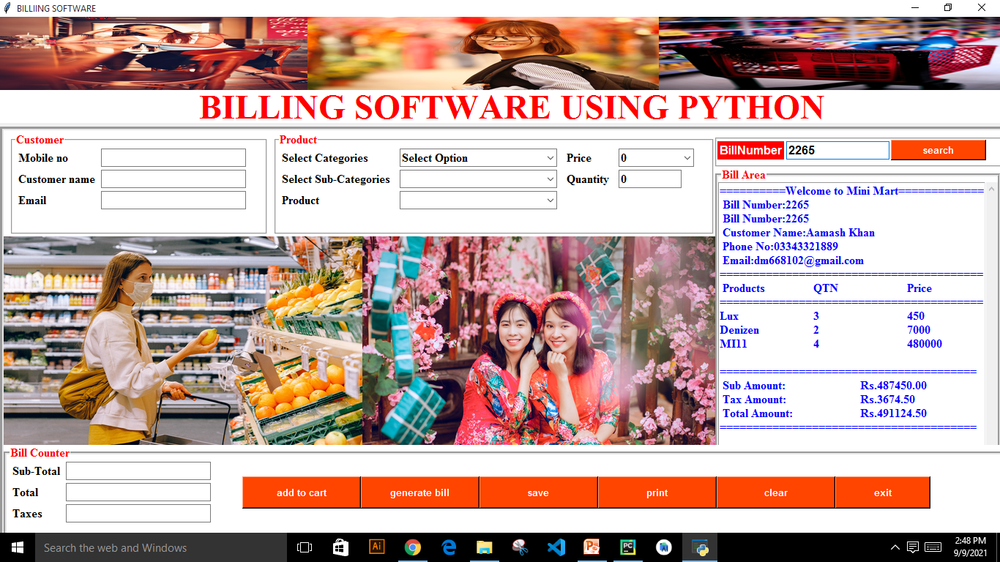 BILLIING SOFTWARE
BILLING SOFTWARE USING PYTHON
Customer
Mobile no
Customer name
Email
Product
Select Categories Select Option Price 0
Select Sub-Categories Quantity 0
Product
BillNumber 2265 search
Bill Area
==========Welcome to Mini Mart=============
Bill Number:2265
Bill Number:2265
Customer Name:Aamash Khan
Phone No:03343321889
Email:dm668102@gmail.com
========================================
Products QTN Price
========================================
Lux 3 450
Denizen 2 7000
MI11 4 480000
=======================================
Sub Amount: Rs.487450.00
Tax Amount: Rs.3674.50
Total Amount: Rs.491124.50
=======================================
Bill Counter
Sub-Total
Total
Taxes
add to cart generate bill save print clear exit
Search the web and Windows
Ai
PC
2:48 PM
9/9/2021